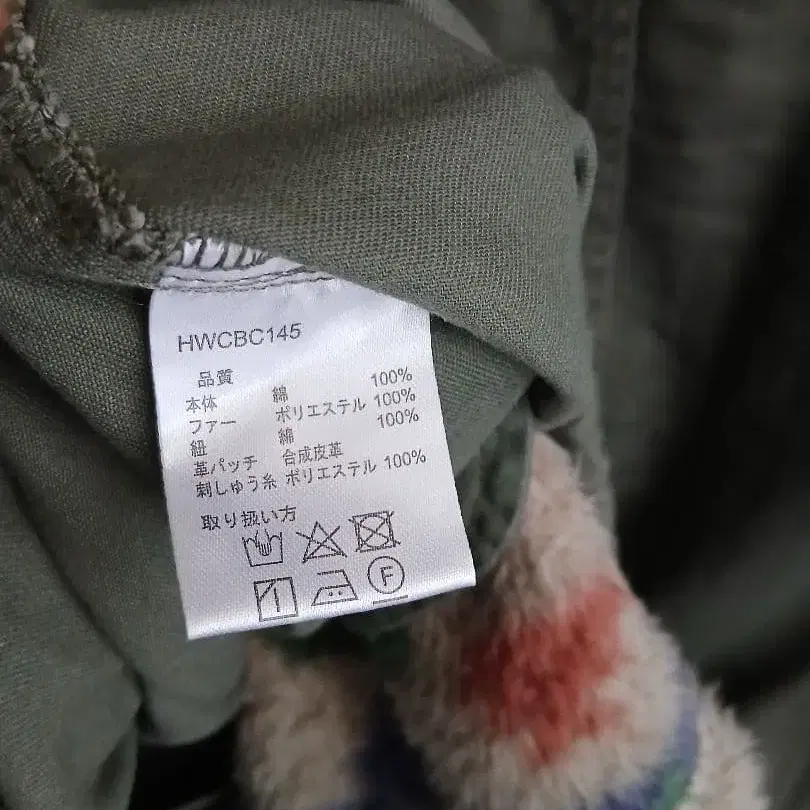 HWCBC145
品質
本体 綿 100%
ファー ポリエステル 100%
紐 綿 100%
革パッチ 合成皮革
刺しゅう糸 ポリエステル 100%
取り扱い方
F